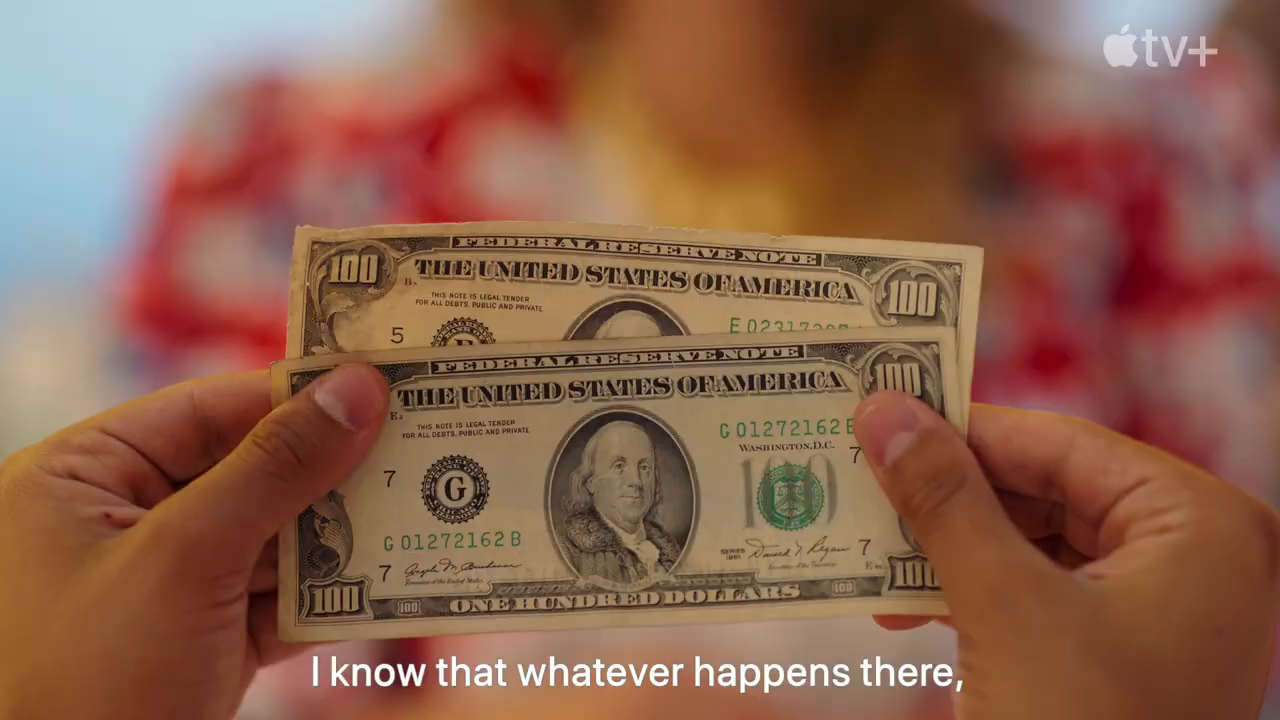 tv+
FEDERAL RESERVE NOTE
100
THE UNITED STATES OF AMERICA
100
THIS NOTE IS LEGAL TENDER
FOR ALL DEBTS, PUBLIC AND PRIVATE
5
FEDERAL RESERVE NOTE
100
THE UNITED STATES OF AMERICA
THIS NOTE IS LEGAL TENDER
FOR ALL DEBTS, PUBLIC AND PRIVATE
G 01272162 B
WASHINGTON, D.C.
7
7
G
G 01272162 B
SERIES
1981
7
7
100
100
ONE HUNDRED DOLLARS
100
100
I know that whatever happens there,